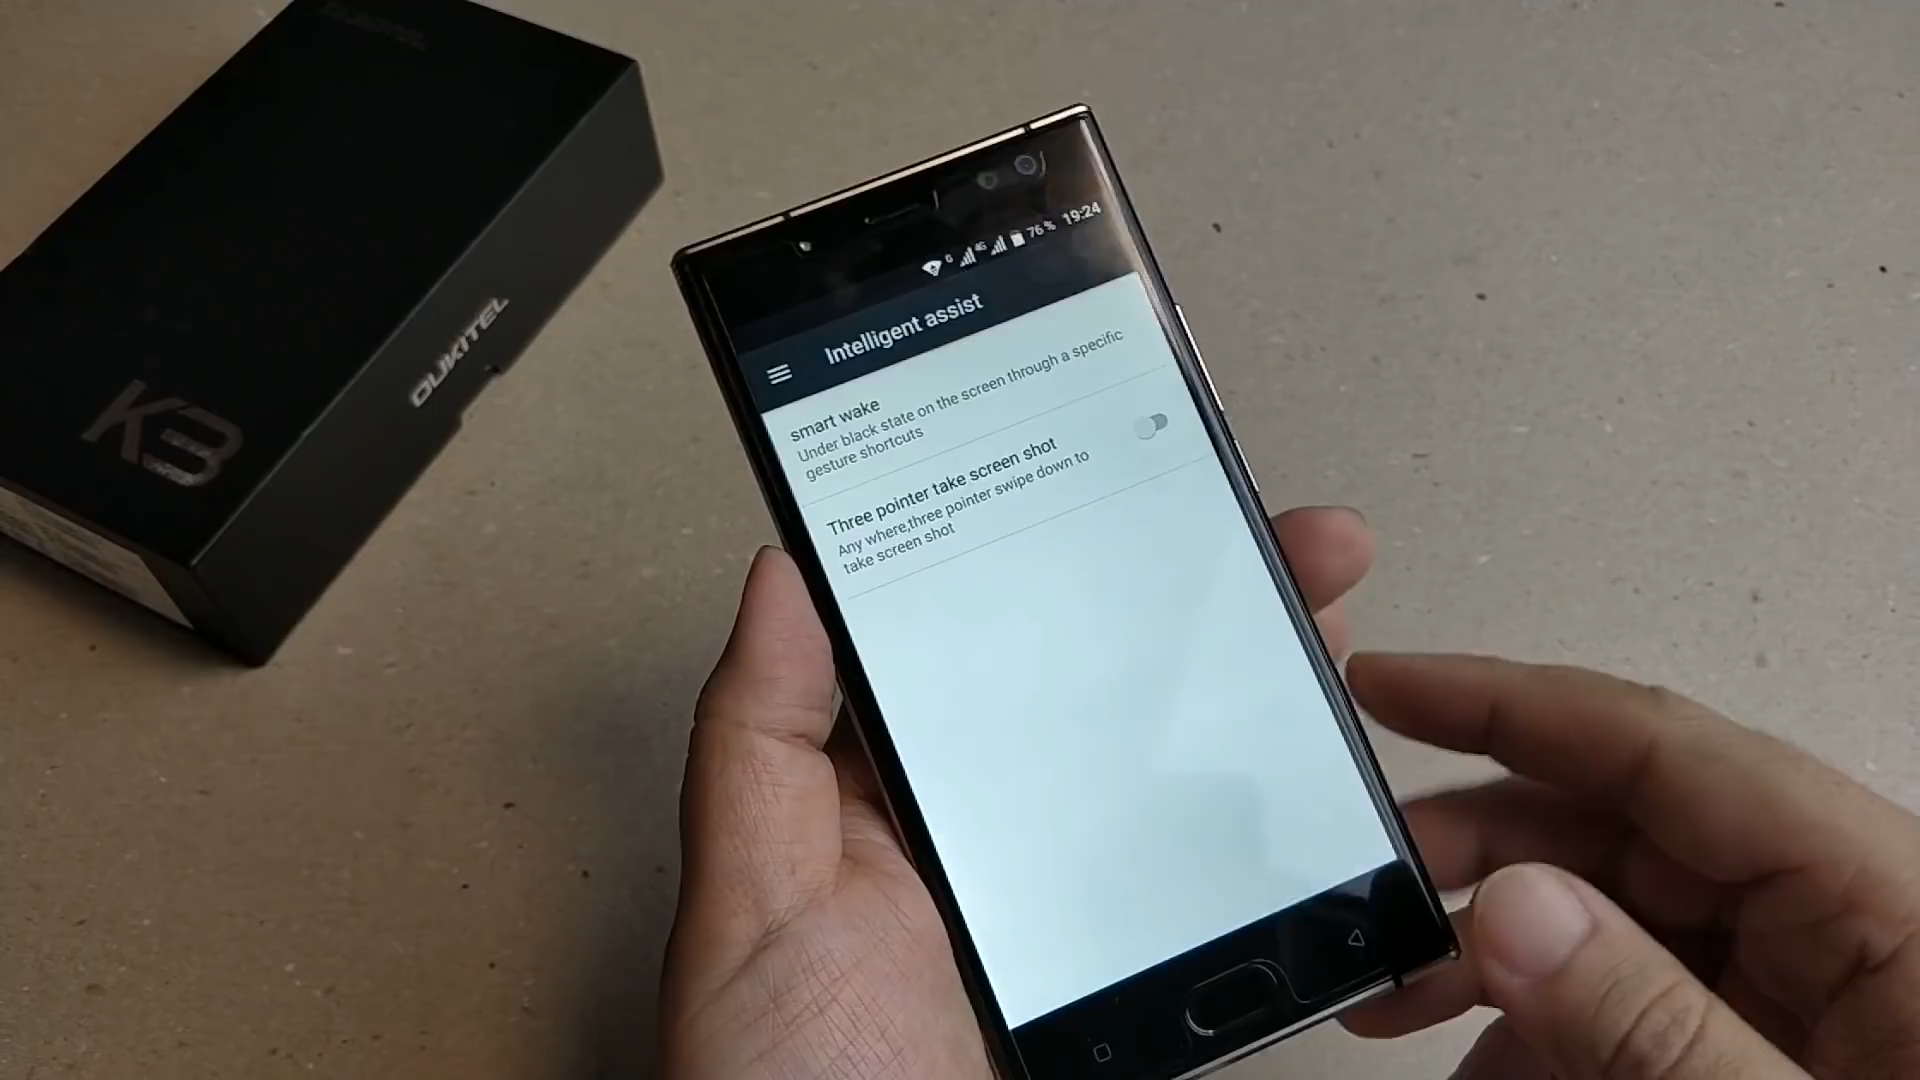 OUKITEL
K3
G
4G
76 %
19:24
Intelligent assist
smart wake
Under black state on the screen through a specific
gesture shortcuts
Three pointer take screen shot
Any where,three pointer swipe down to
take screen shot